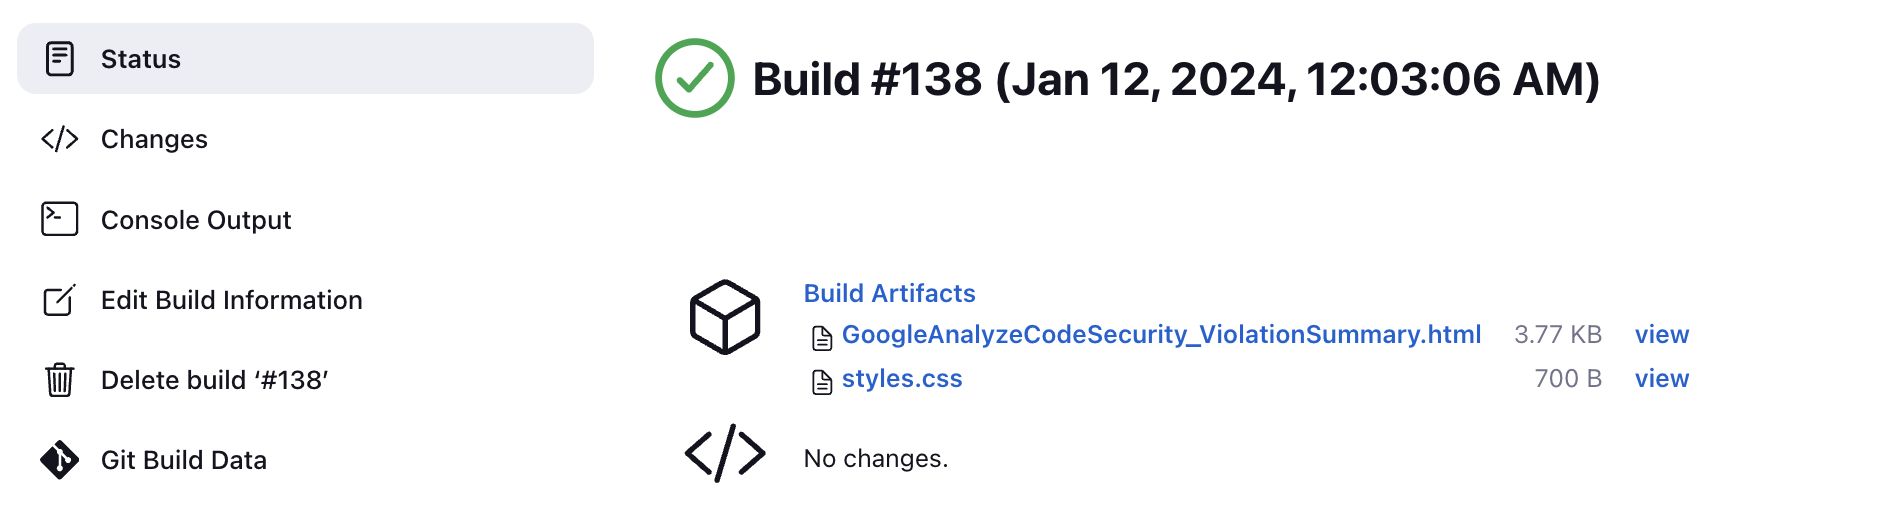 Status
Changes
Console Output
Edit Build Information
Delete build ‘#138’
Git Build Data
Build #138 (Jan 12, 2024, 12:03:06 AM)
Build Artifacts
GoogleAnalyzeCodeSecurity_ViolationSummary.html 3.77 KB view
styles.css 700 B view
No changes.